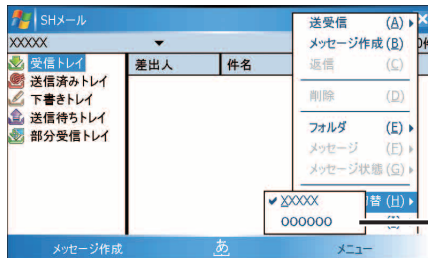 SHメール
XXXXX
受信トレイ
送信済みトレイ
下書きトレイ
送信待ちトレイ
部分受信トレイ
差出人
件名
送受信 (A)
メッセージ作成 (B)
返信 (C)
削除 (D)
フォルダ (E)
メッセージ (F)
メッセージ状態 (G)
替 (H)
XXXXX
OOOOOO
メッセージ作成
あ
メニュー